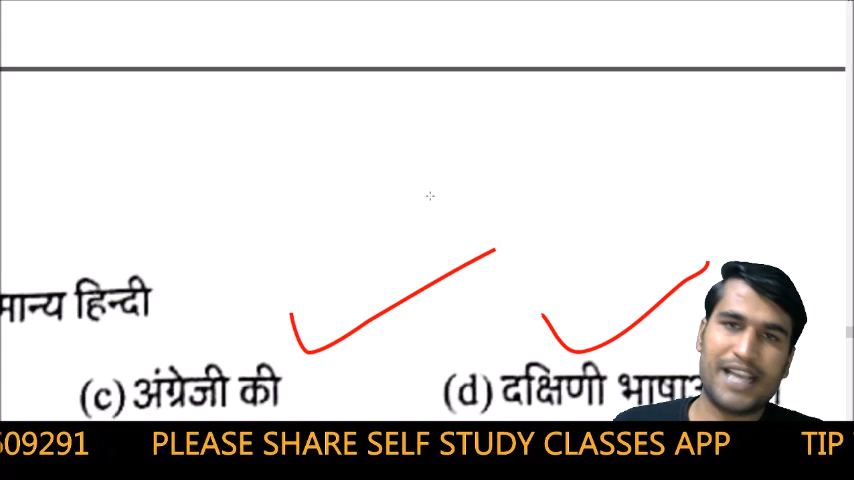 हिन्दी
(c) अंग्रेजी की
(d) दक्षिणी
509291 PLEASE SHARE SELF STUDY CLASSES APP TIP